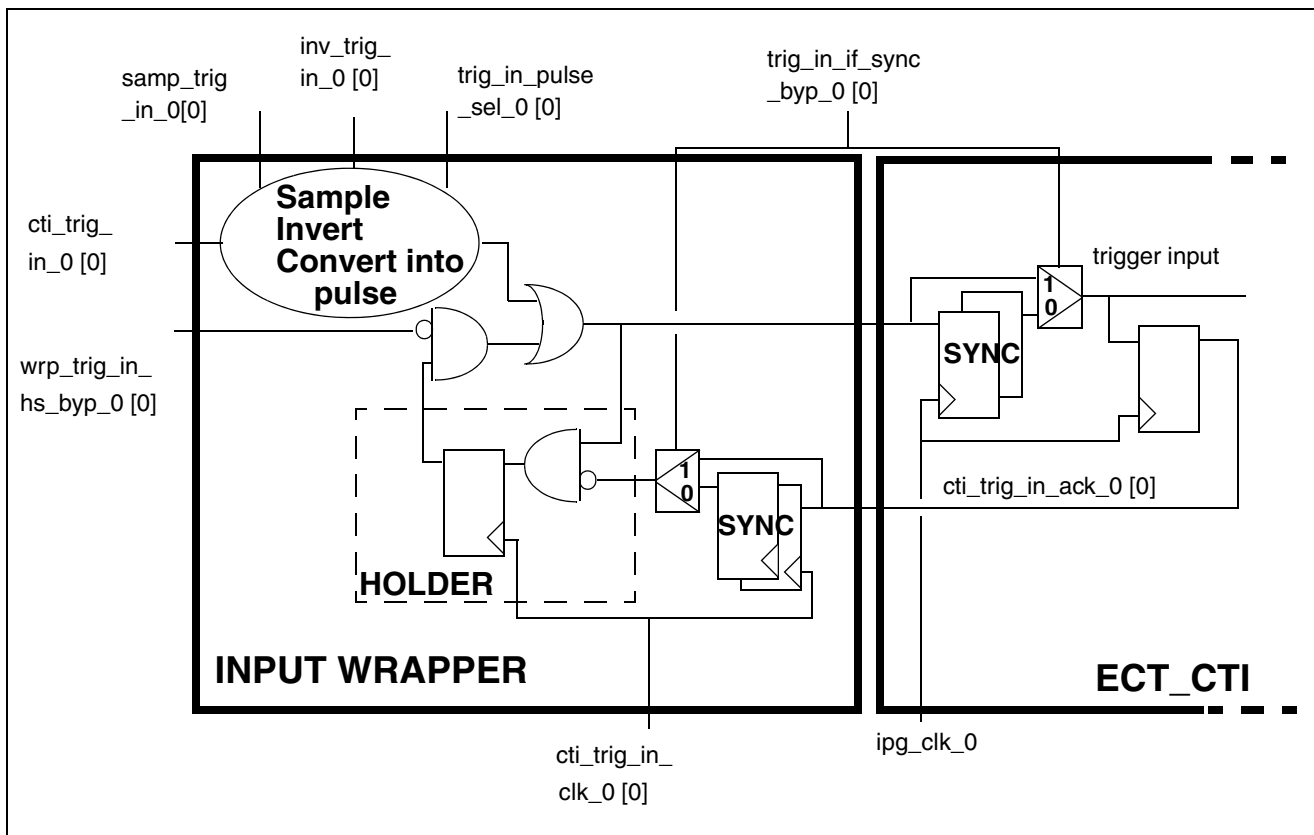 inv_trig_
in_0 [0]
samp_trig
_in_0[0]
trig_in_pulse
_sel_0 [0]
trig_in_if_sync
_byp_0 [0]
Sample
Invert
Convert into
pulse
cti_trig_
in_0 [0]
trigger input
1
0
SYNC
wrp_trig_in_
hs_byp_0 [0]
1
0
SYNC
cti_trig_in_ack_0 [0]
HOLDER
INPUT WRAPPER
ECT_CTI
cti_trig_in_
clk_0 [0]
ipg_clk_0